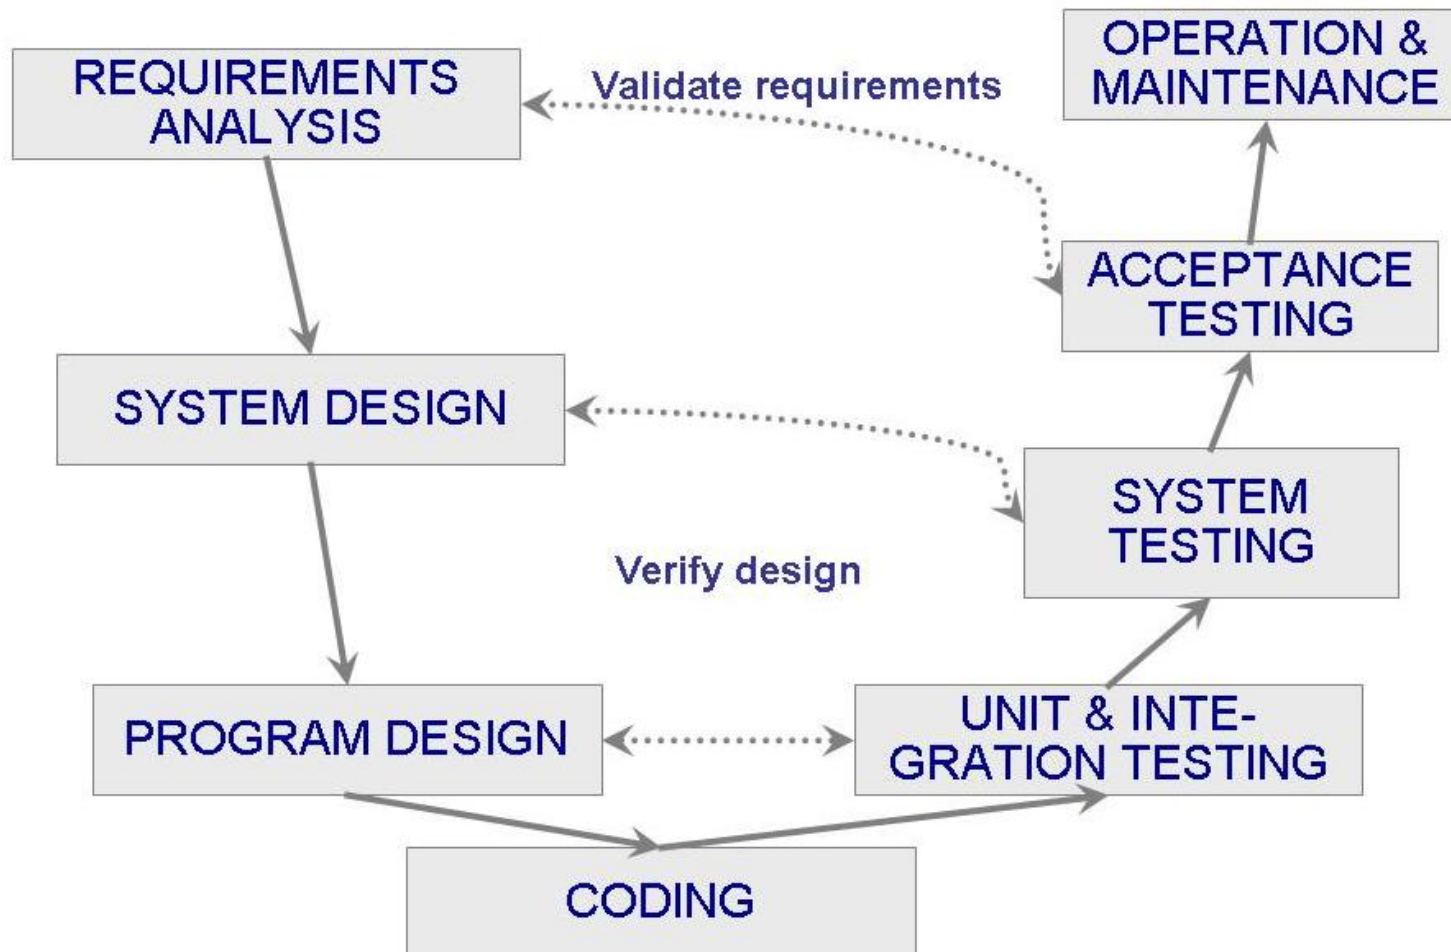 REQUIREMENTS
ANALYSIS
Validate requirements
OPERATION &
MAINTENANCE
ACCEPTANCE
TESTING
SYSTEM DESIGN
SYSTEM
TESTING
Verify design
PROGRAM DESIGN
UNIT & INTE-
GRATION TESTING
CODING